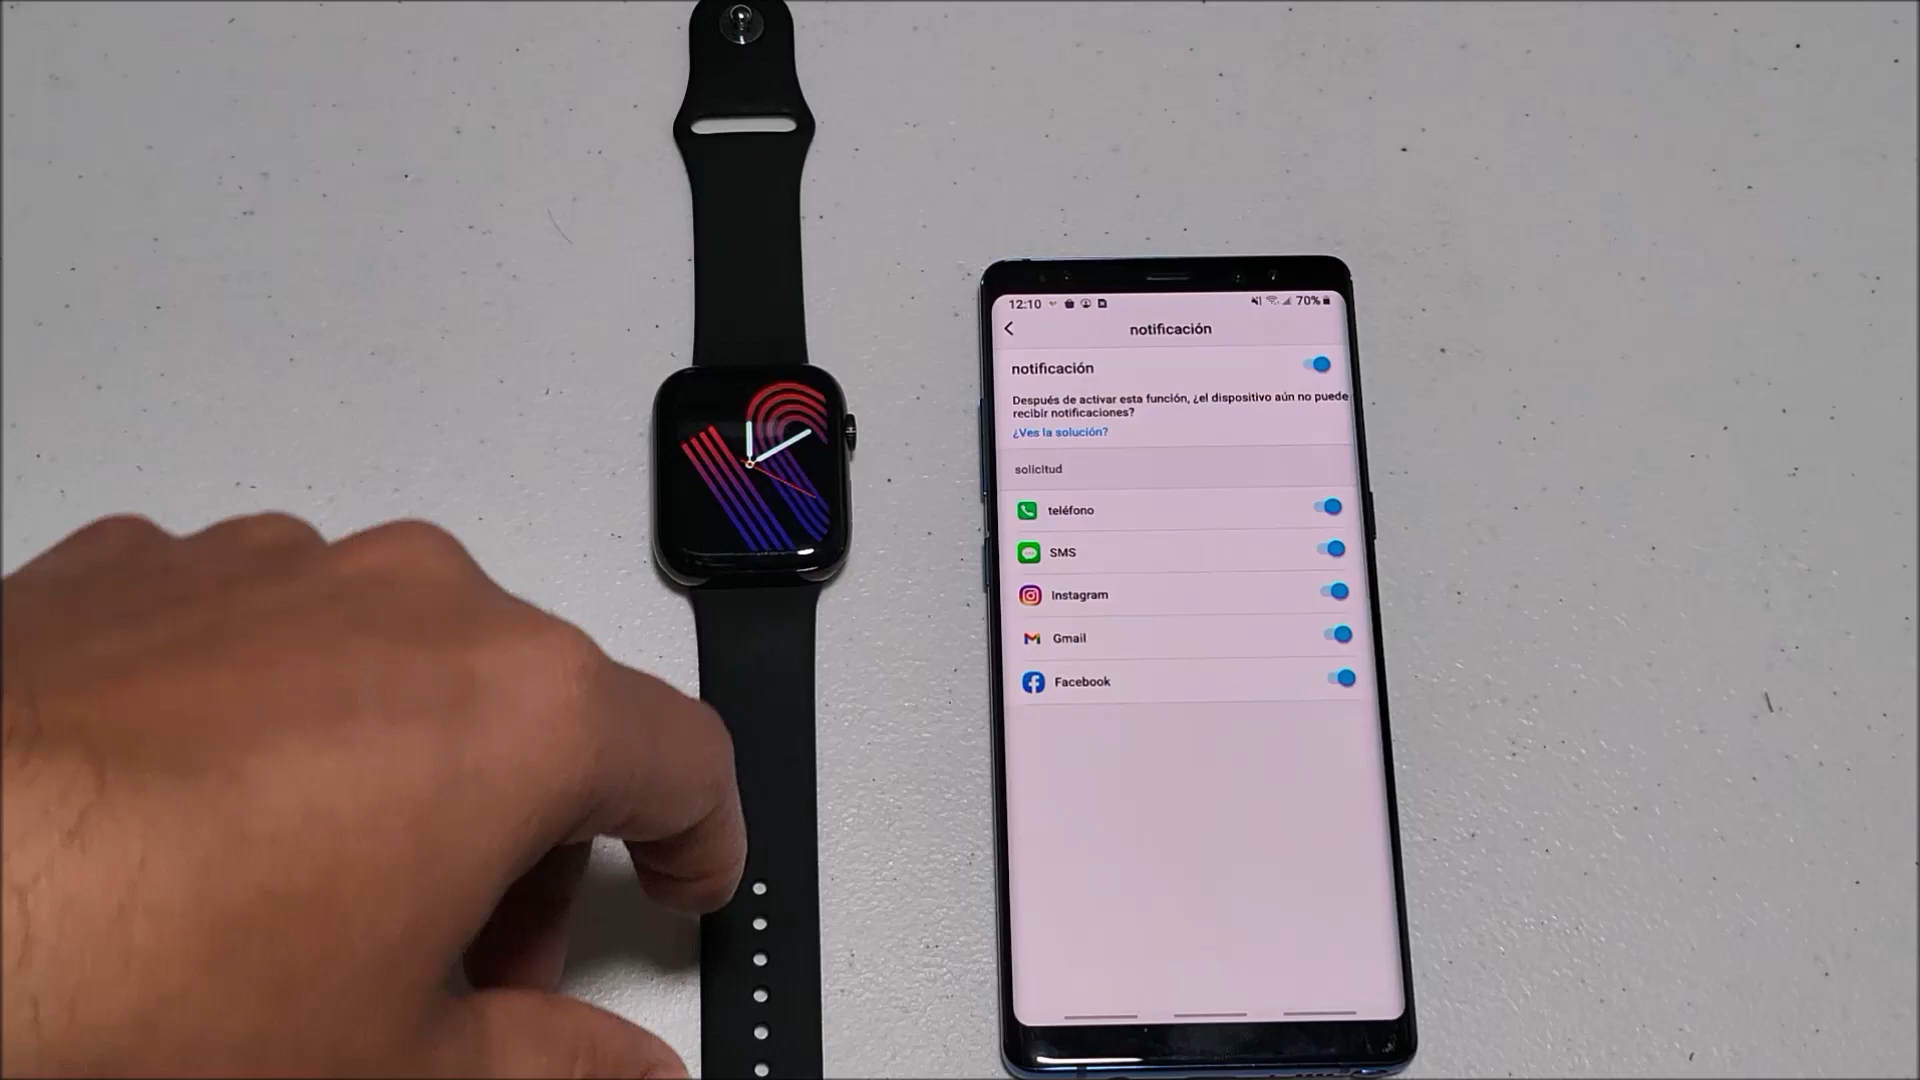 12:10
70%
notificación
notificación
Después de activar esta función, ¿el dispositivo aún no puede
recibir notificaciones?
¿Ves la solución?
solicitud
teléfono
SMS
Instagram
Gmail
Facebook